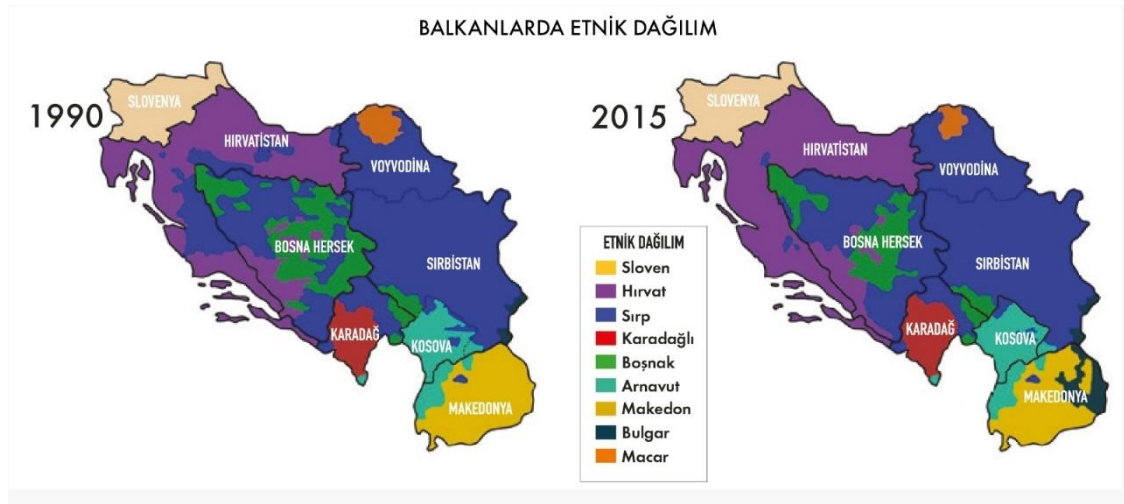 BALKANLARDA ETNİK DAĞILIM
1990
SLOVENYA
HIRVATİSTAN
VOYVODİNA
BOSNA HERSEK
SIRBİSTAN
KARADAĞ
KOSOVA
MAKEDONYA
ETNİK DAĞILIM
Sloven
Hırvat
Sırp
Karadağlı
Boşnak
Arnavut
Makedon
Bulgar
Macar
2015
SLOVENYA
HIRVATİSTAN
VOYVODİNA
BOSNA HERSEK
SIRBİSTAN
KARADAĞ
KOSOVA
MAKEDONYA